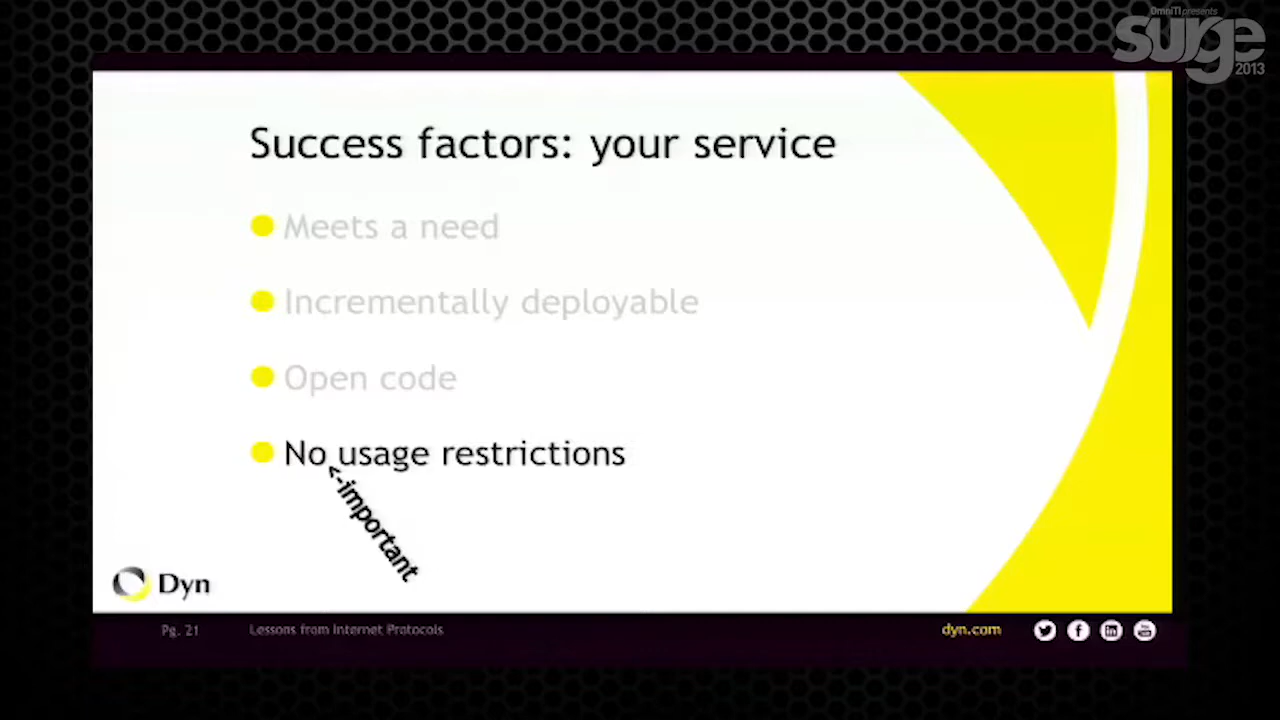 OmniTI presents
surge
2013
Success factors: your service
Meets a need
Incrementally deployable
Open code
No usage restrictions
<-important
Dyn
Pg. 21
Lessons from Internet Protocols
dyn.com